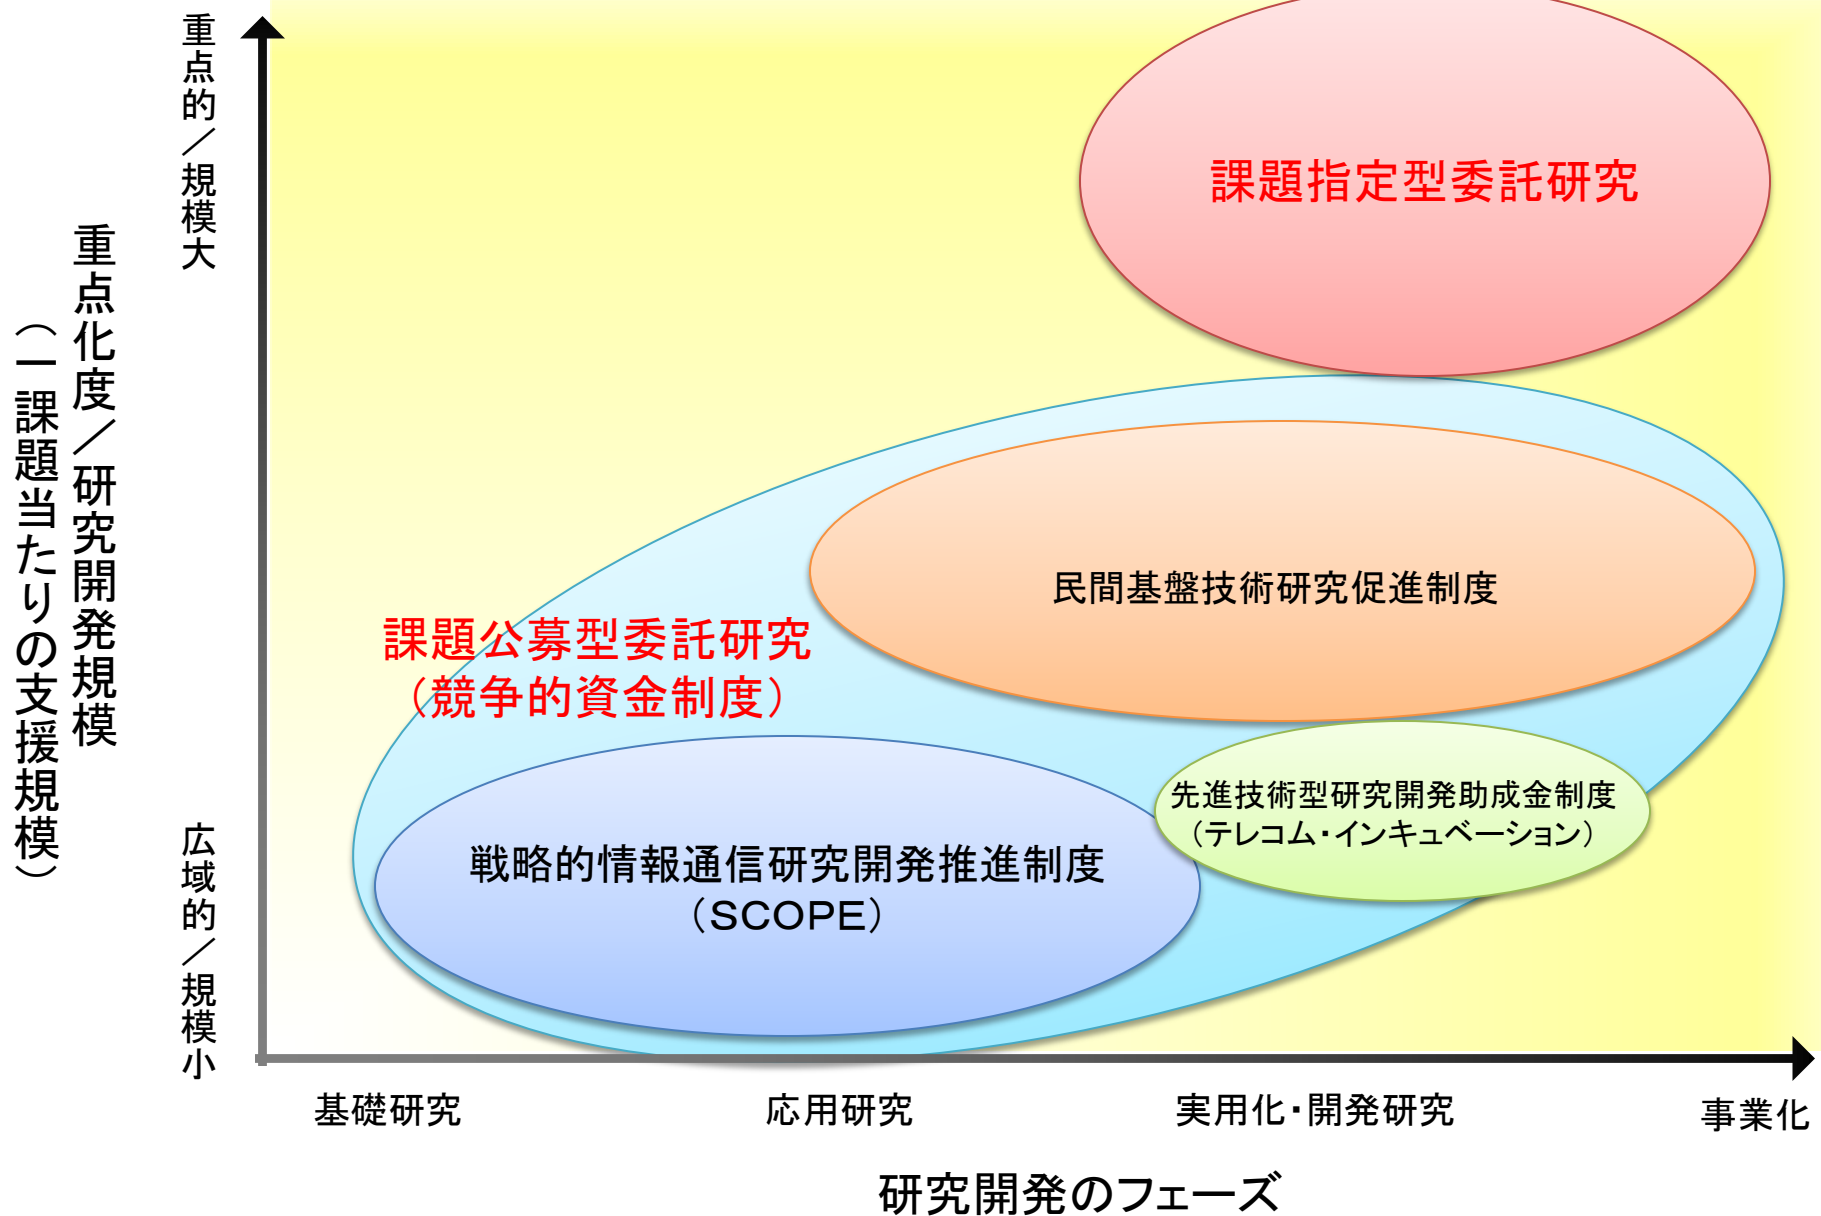 重点化度／研究開発規模
（一課題当たりの支援規模）
重点的／規模大
広域的／規模小
課題指定型委託研究
民間基盤技術研究促進制度
課題公募型委託研究
（競争的資金制度）
先進技術型研究開発助成金制度
（テレコム・インキュベーション）
戦略的情報通信研究開発推進制度
（SCOPE）
基礎研究
応用研究
実用化・開発研究
事業化
研究開発のフェーズ